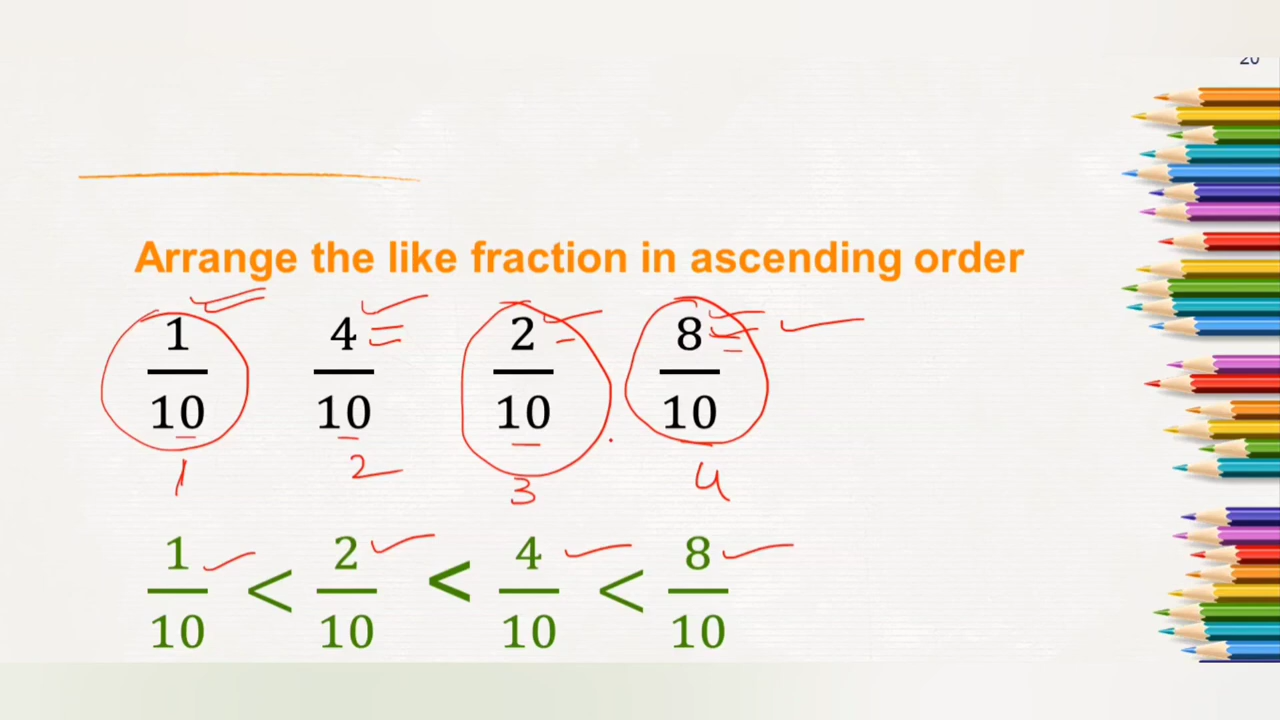 20
Arrange the like fraction in ascending order
1/10 4/10 2/10 8/10
1 2 3 4
1/10 < 2/10 < 4/10 < 8/10